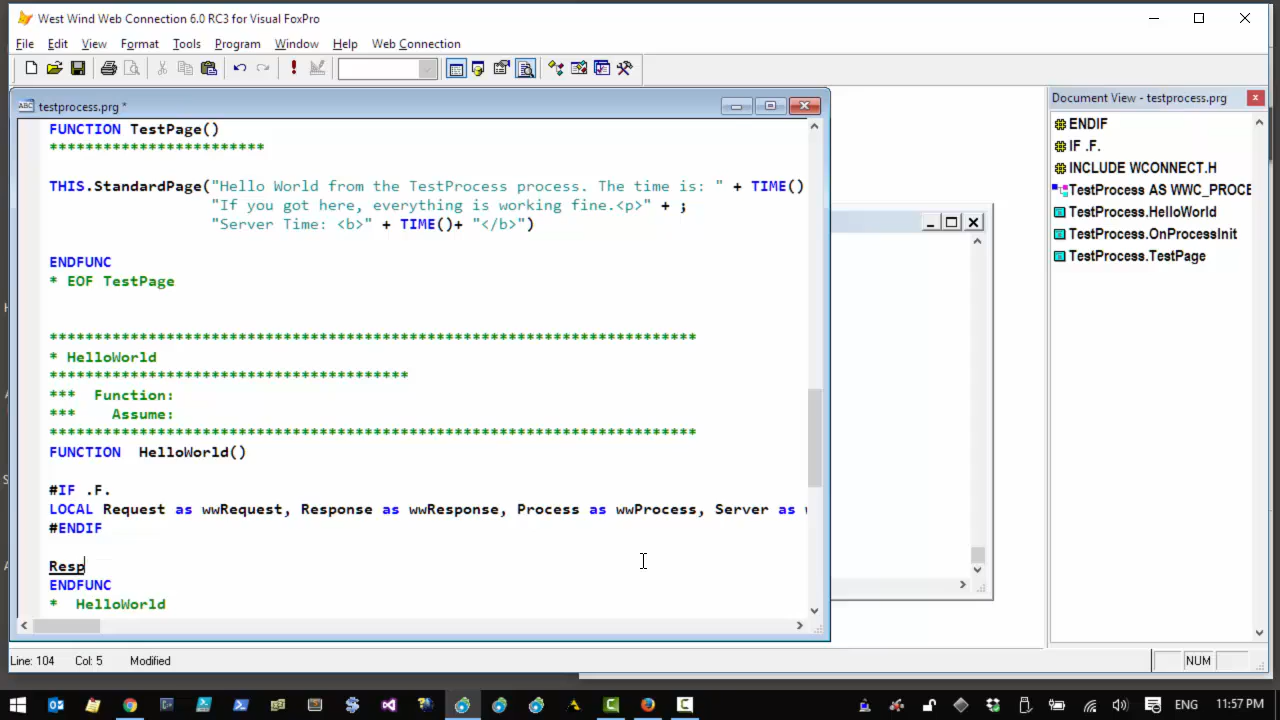 West Wind Web Connection 6.0 RC3 for Visual FoxPro
File Edit View Format Tools Program Window Help Web Connection
testprocess.prg *
FUNCTION TestPage()
************************
THIS.StandardPage("Hello World from the TestProcess process. The time is: " + TIME()
"If you got here, everything is working fine.<p>" + ;
"Server Time: <b>" + TIME()+ "</b>")
ENDFUNC
* EOF TestPage
************************************************************************
* HelloWorld
****************************************
*** Function:
*** Assume:
************************************************************************
FUNCTION HelloWorld()
#IF .F.
LOCAL Request as wwRequest, Response as wwResponse, Process as wwProcess, Server as w
#ENDIF
Resp
ENDFUNC
* HelloWorld
Document View - testprocess.prg
ENDIF
IF .F.
INCLUDE WCONNECT.H
TestProcess AS WWC_PROCE
TestProcess.HelloWorld
TestProcess.OnProcessInit
TestProcess.TestPage
Line: 104 Col: 5 Modified
NUM
ENG 11:57 PM